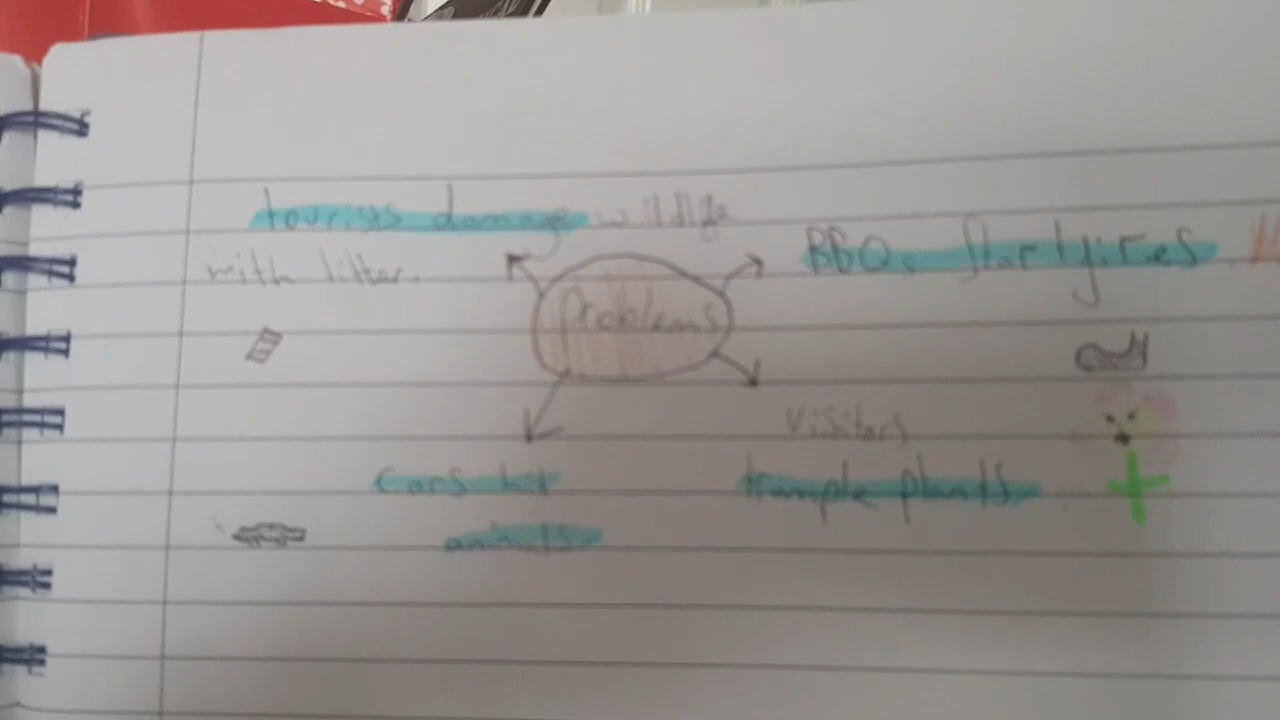 tourists damage wildlife
with litter.
BBQs start fires.
problems
visitors
trample plants.
cars hit
animals